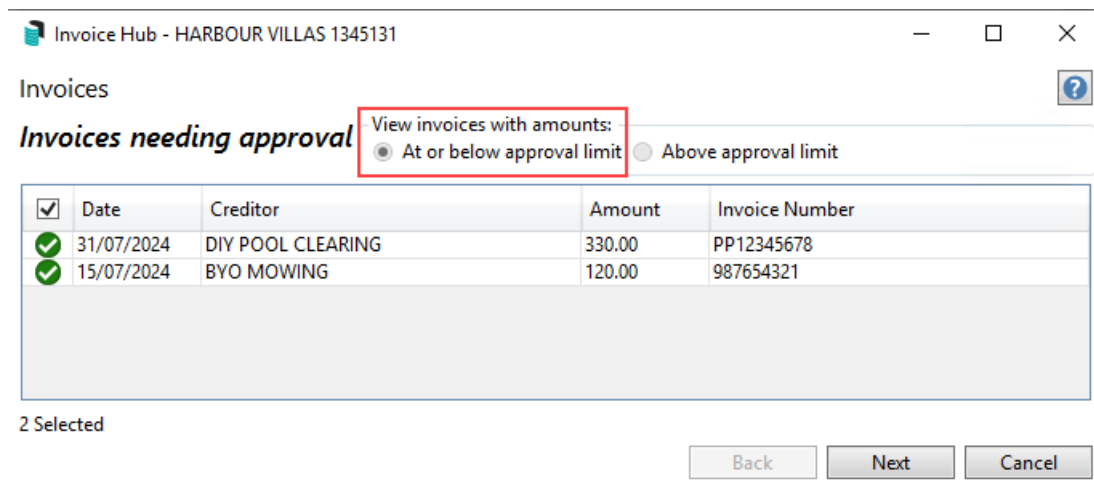 Invoice Hub - HARBOUR VILLAS 1345131
Invoices
Invoices needing approval
View invoices with amounts:
At or below approval limit Above approval limit
Date Creditor Amount Invoice Number
31/07/2024 DIY POOL CLEARING 330.00 PP12345678
15/07/2024 BYO MOWING 120.00 987654321
2 Selected
Back Next Cancel